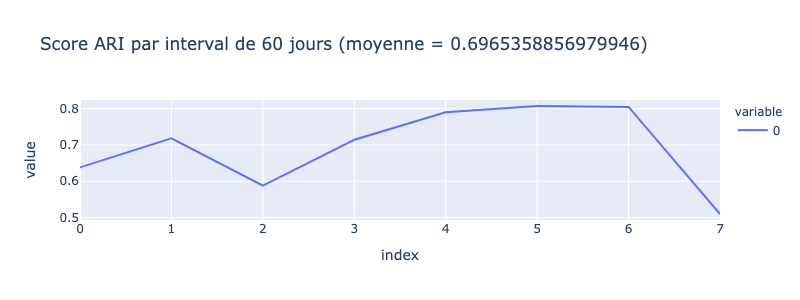 Score ARI par interval de 60 jours (moyenne = 0.6965358856979946)
0.8
0.7
0.6
0.5
value
0 1 2 3 4 5 6 7
index
variable
0